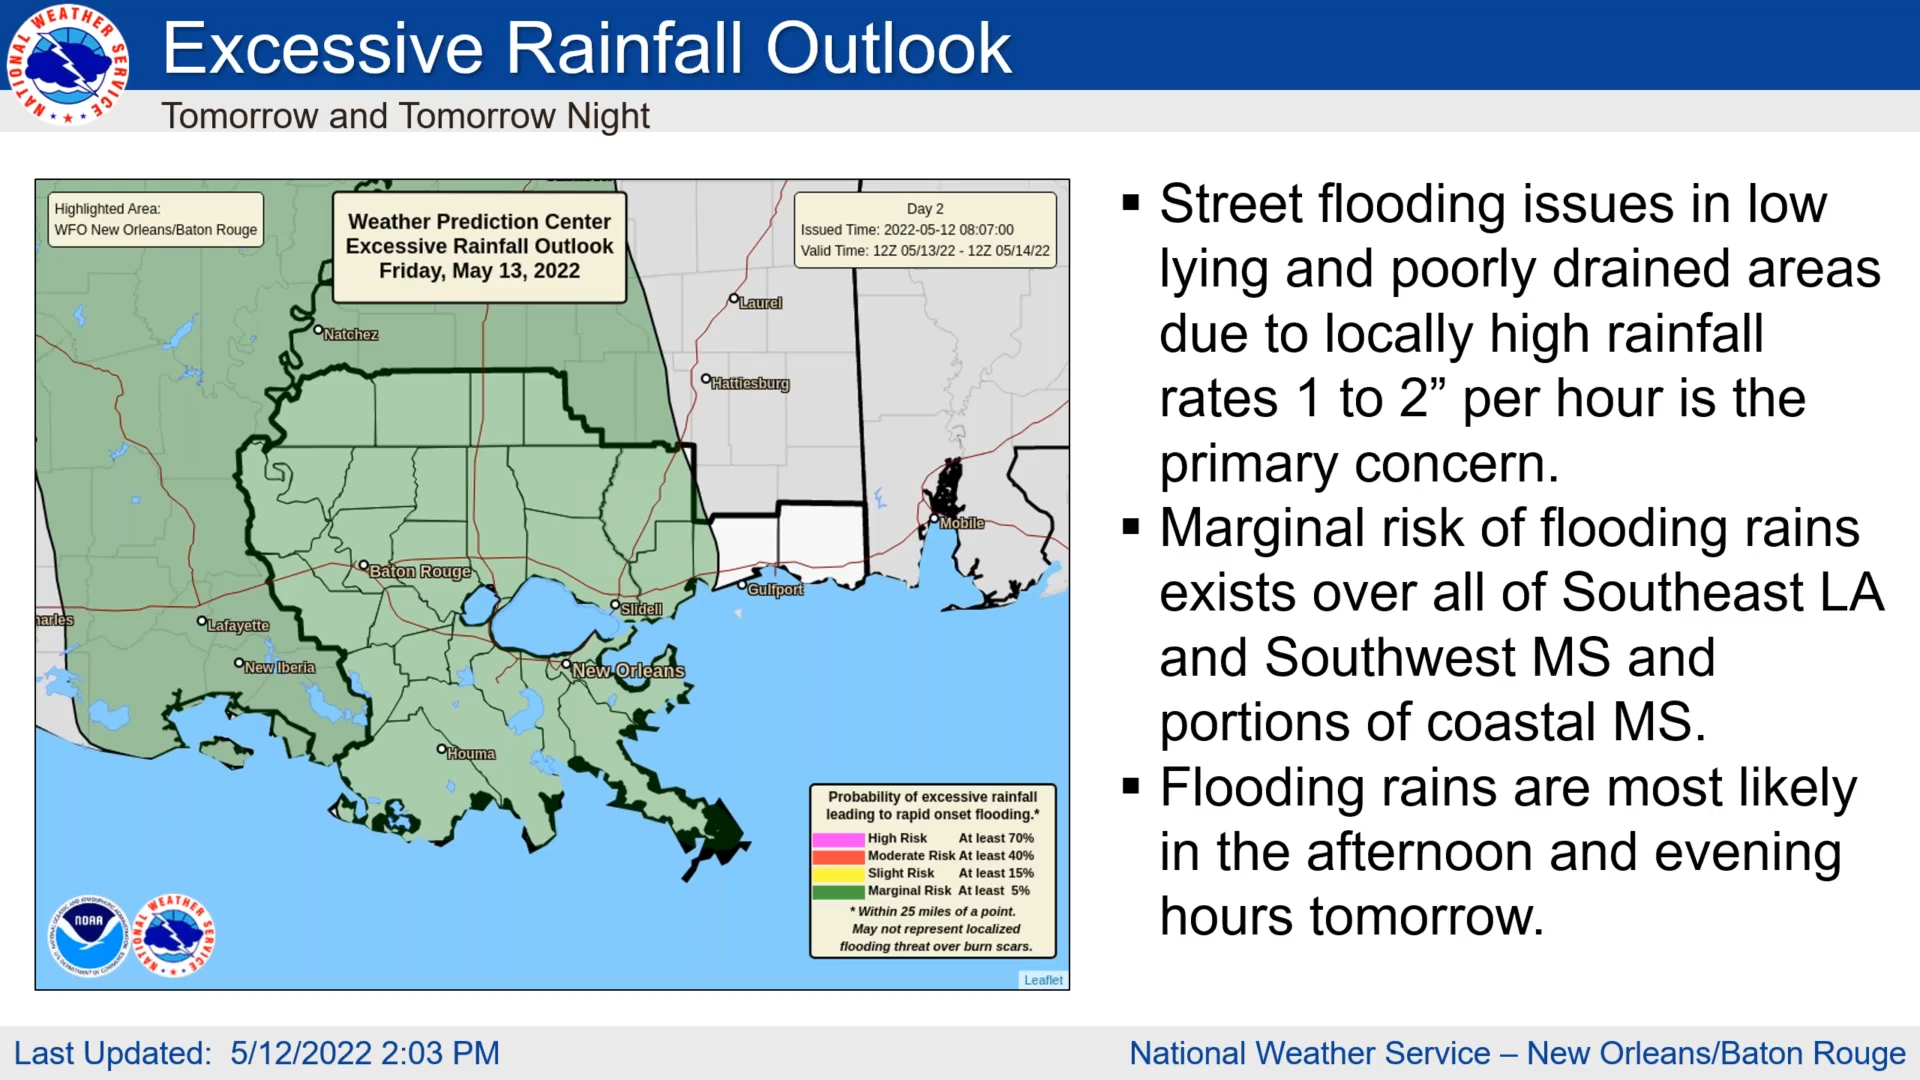 Excessive Rainfall Outlook
Tomorrow and Tomorrow Night
NATIONAL WEATHER SERVICE
Highlighted Area:
WFO New Orleans/Baton Rouge
Weather Prediction Center
Excessive Rainfall Outlook
Friday, May 13, 2022
Day 2
Issued Time: 2022-05-12 08:07:00
Valid Time: 12Z 05/13/22 - 12Z 05/14/22
Laurel
Natchez
Hattiesburg
Mobile
Baton Rouge
Gulfport
Slidell
harles
Lafayette
New Iberia
New Orleans
Houma
Probability of excessive rainfall
leading to rapid onset flooding.*
High Risk At least 70%
Moderate Risk At least 40%
Slight Risk At least 15%
Marginal Risk At least 5%
* Within 25 miles of a point.
May not represent localized
flooding threat over burn scars.
NOAA
NATIONAL WEATHER SERVICE
Leaflet
▪ Street flooding issues in low
lying and poorly drained areas
due to locally high rainfall
rates 1 to 2” per hour is the
primary concern.
▪ Marginal risk of flooding rains
exists over all of Southeast LA
and Southwest MS and
portions of coastal MS.
▪ Flooding rains are most likely
in the afternoon and evening
hours tomorrow.
Last Updated: 5/12/2022 2:03 PM
National Weather Service – New Orleans/Baton Rouge